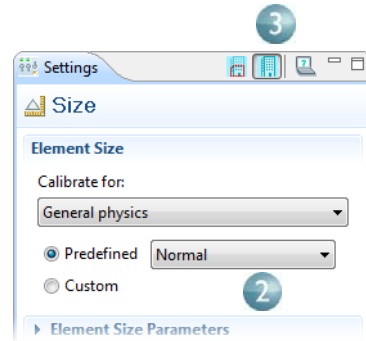 3
Settings
Size
Element Size
Calibrate for:
General physics
Predefined Normal
Custom
2
Element Size Parameters